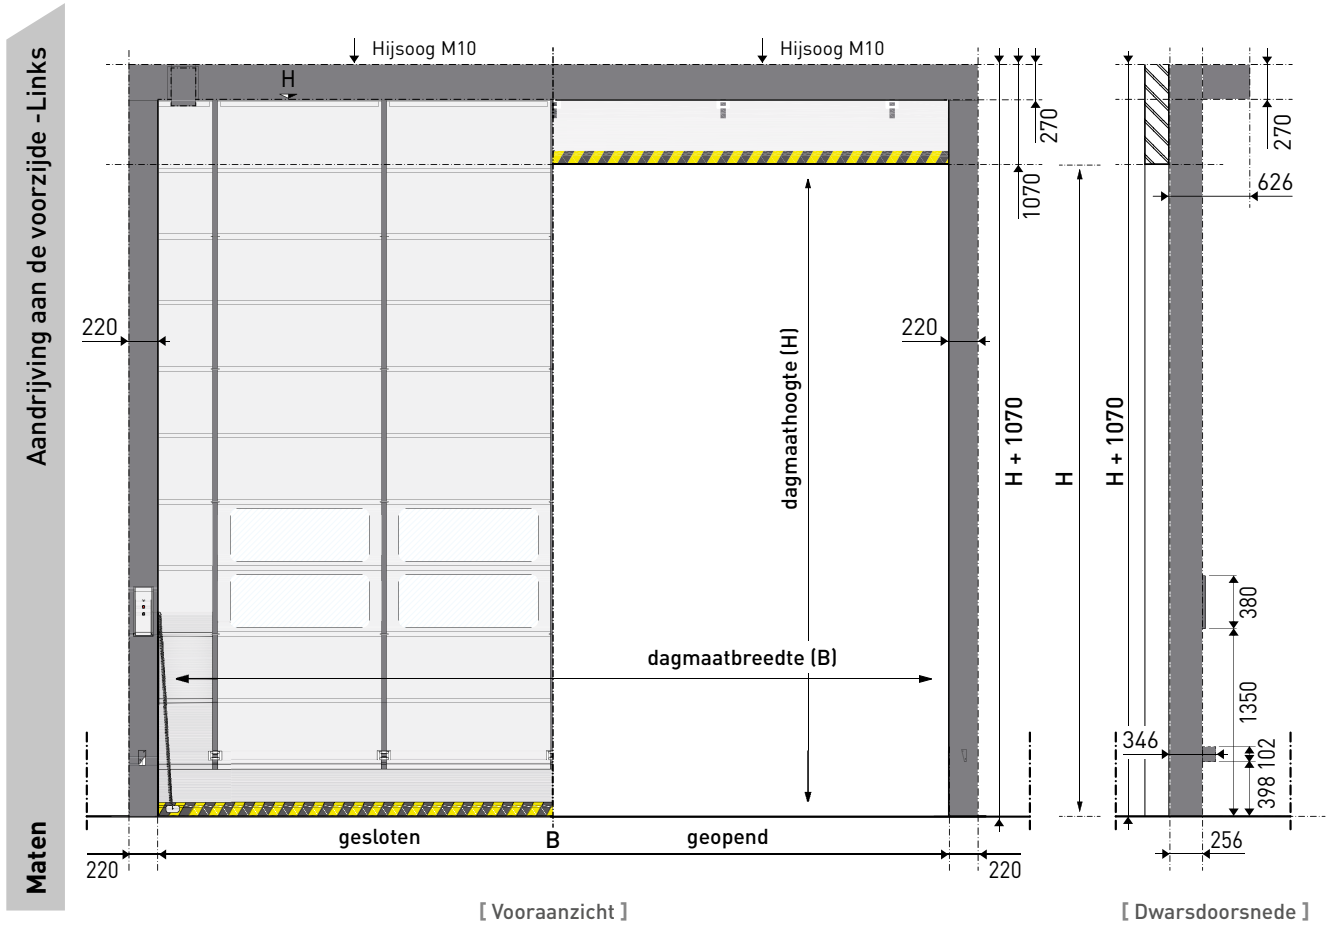 Aandrijving aan de voorzijde -Links
Maten
Hijsoog M10
Hijsoog M10
H
270
1070
270
626
220
220
dagmaathoogte (H)
H + 1070
H
H + 1070
dagmaatbreedte (B)
380
1350
346
102
398
gesloten
B
geopend
256
220
220
[ Vooraanzicht ]
[ Dwarsdoorsnede ]